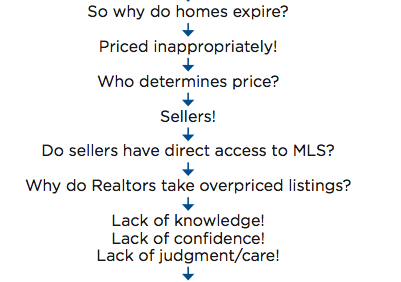 So why do homes expire?
Priced inappropriately!
Who determines price?
Sellers!
Do sellers have direct access to MLS?
Why do Realtors take overpriced listings?
Lack of knowledge!
Lack of confidence!
Lack of judgment/care!